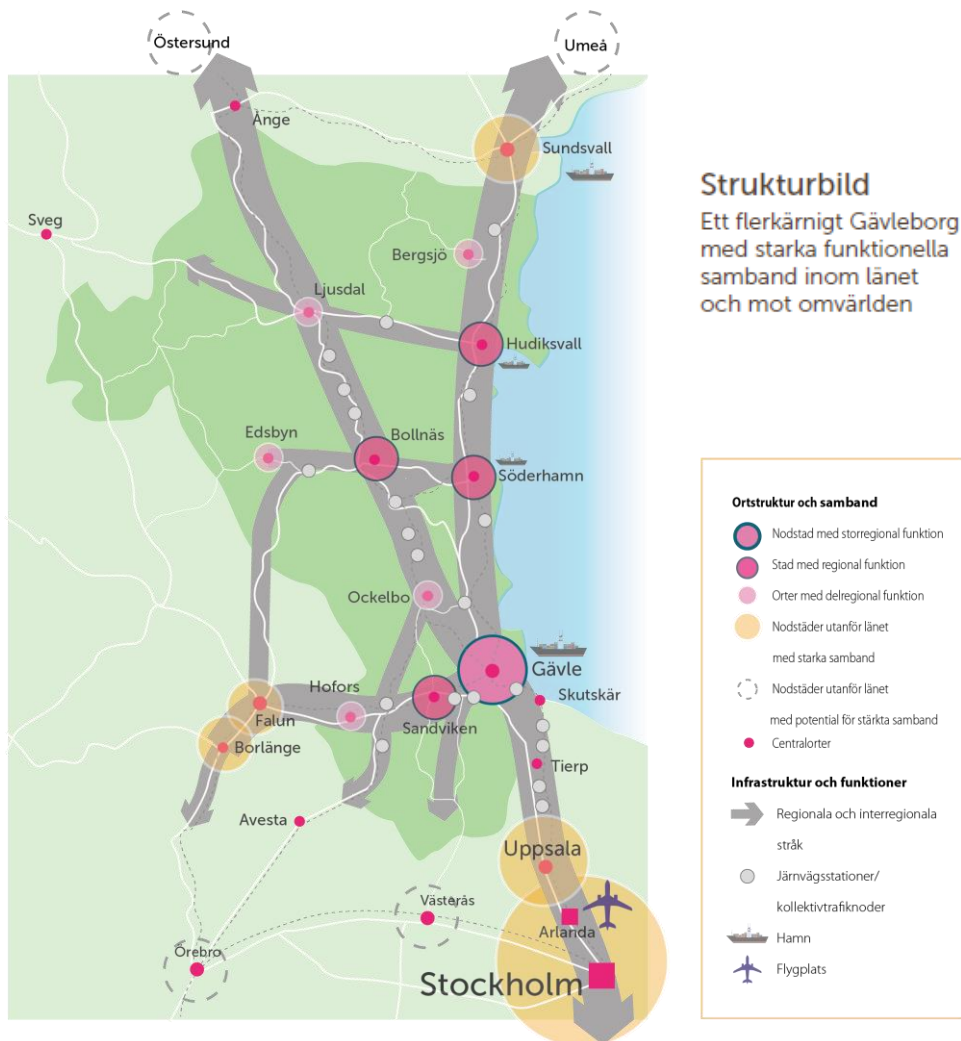 Östersund
Umeå
Ånge
Sundsvall
Sveg
Bergsjö
Ljusdal
Hudiksvall
Edsbyn
Bollnäs
Söderhamn
Ockelbo
Gävle
Hofors
Skutskär
Falun
Sandviken
Borlänge
Tierp
Avesta
Uppsala
Västerås
Arlanda
Örebro
Stockholm
Strukturbild
Ett flerkärnigt Gävleborg
med starka funktionella
samband inom länet
och mot omvärlden
Ortstruktur och samband
Nodstad med storregional funktion
Stad med regional funktion
Orter med delregional funktion
Nodstäder utanför länet
med starka samband
Nodstäder utanför länet
med potential för stärkta samband
Centralorter
Infrastruktur och funktioner
Regionala och interregionala
stråk
Järnvägsstationer/
kollektivtrafiknoder
Hamn
Flygplats